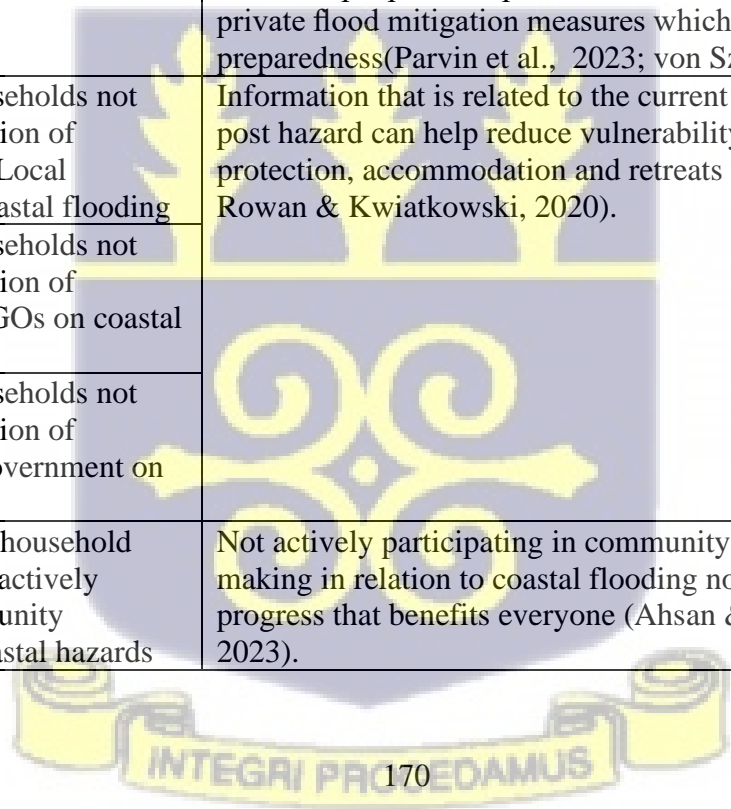 private flood mitigation measures which
preparedness(Parvin et al., 2023; von Sz
seholds not
ion of
Local
astal flooding
Information that is related to the current
post hazard can help reduce vulnerability
protection, accommodation and retreats
Rowan & Kwiatkowski, 2020).
seholds not
ion of
GOs on coastal
seholds not
ion of
overnment on
household
actively
unity
astal hazards
Not actively participating in community
making in relation to coastal flooding no
progress that benefits everyone (Ahsan &
2023).
INTEGRI PROCEDAMUS
170